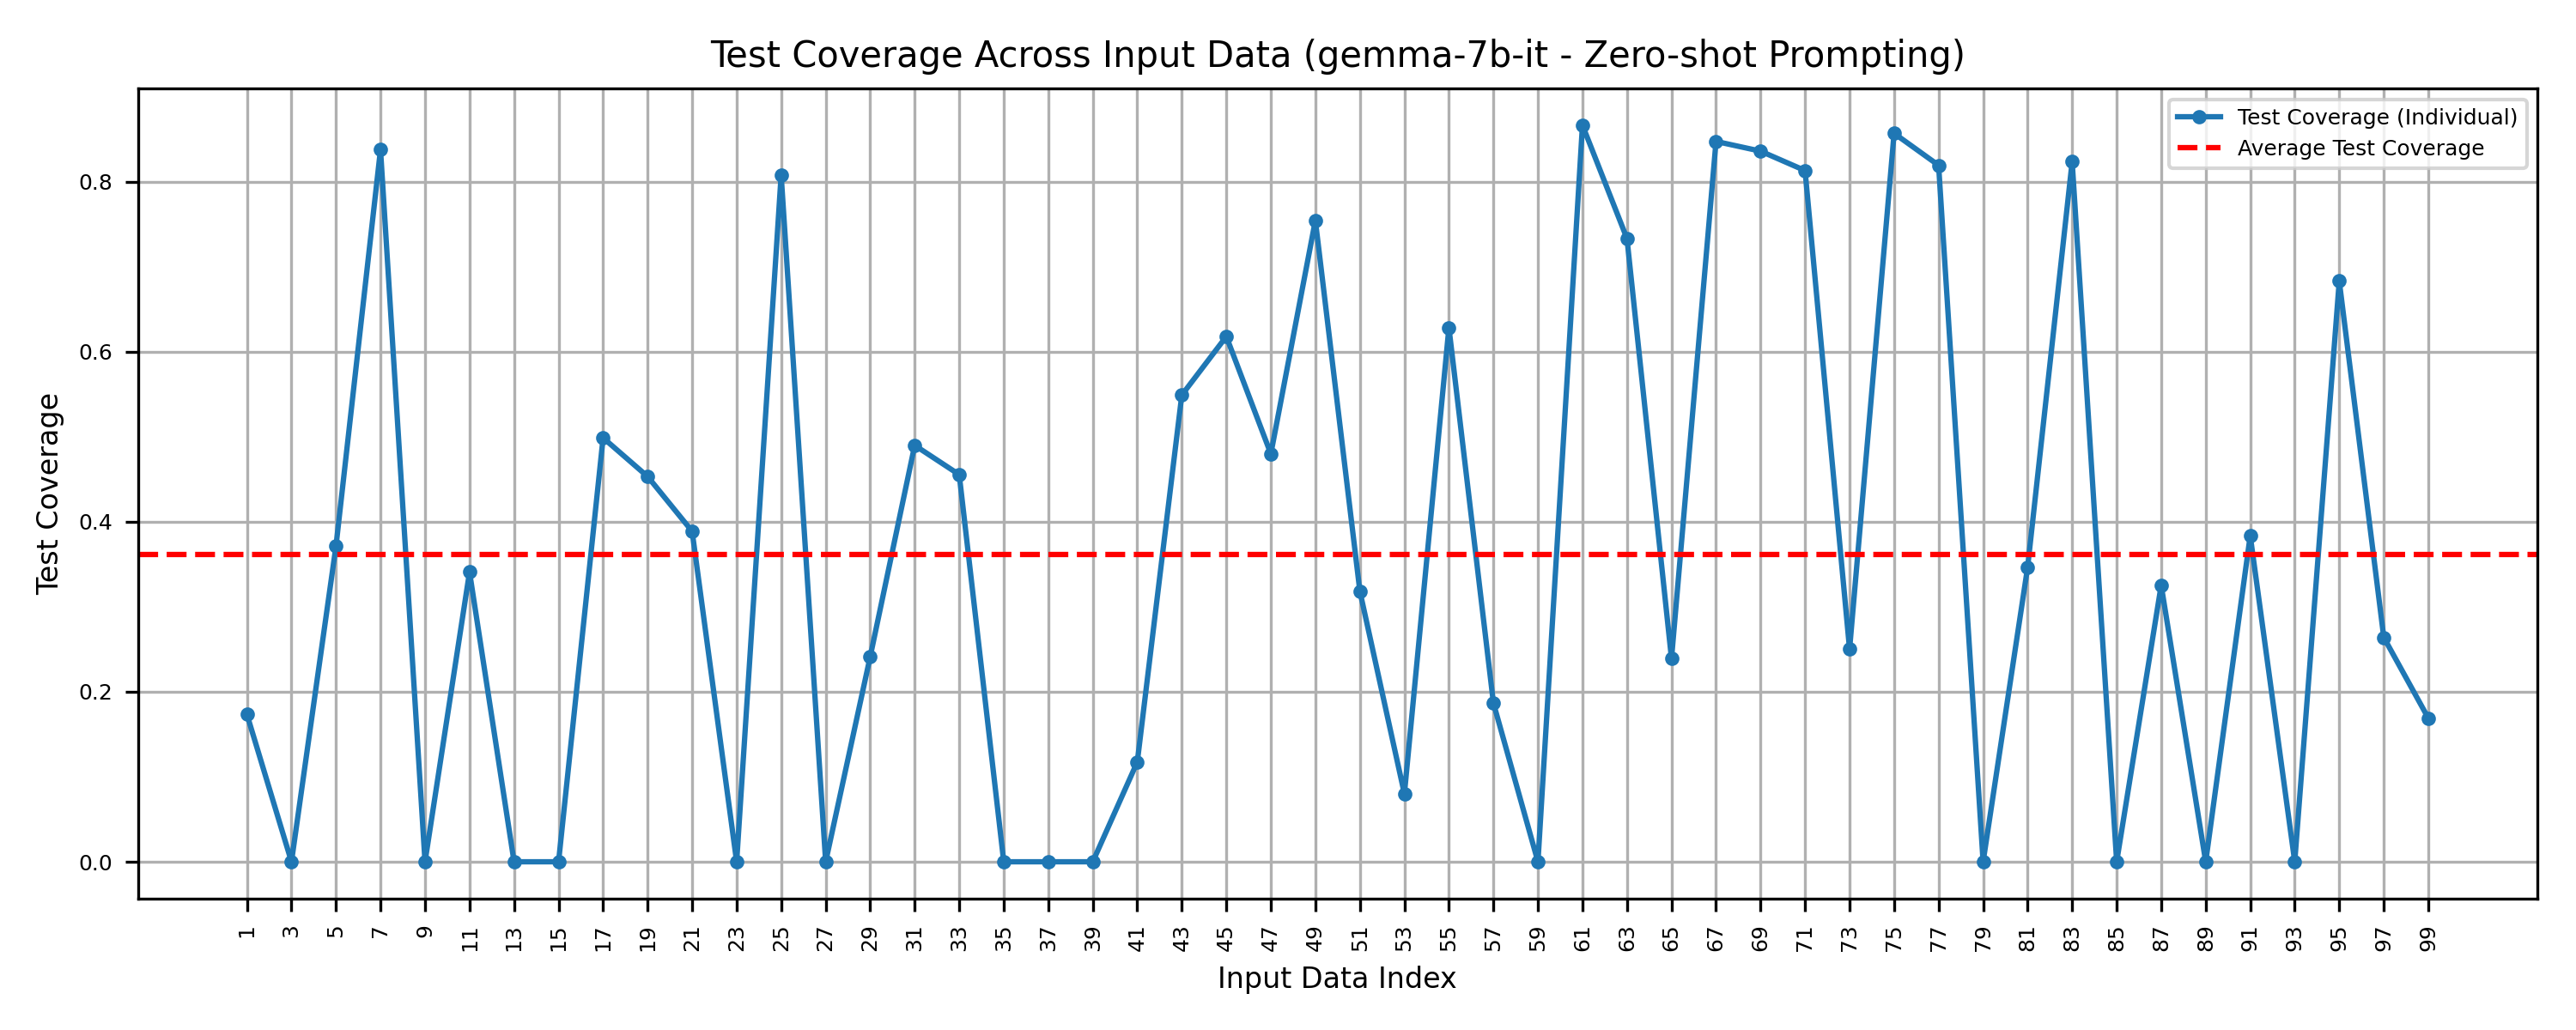 Test Coverage Across Input Data (gemma-7b-it - Zero-shot Prompting)
Test Coverage (Individual)
Average Test Coverage
Test Coverage
0.8
0.6
0.4
0.2
0.0
1 3 5 7 9 11 13 15 17 19 21 23 25 27 29 31 33 35 37 39 41 43 45 47 49 51 53 55 57 59 61 63 65 67 69 71 73 75 77 79 81 83 85 87 89 91 93 95 97 99
Input Data Index